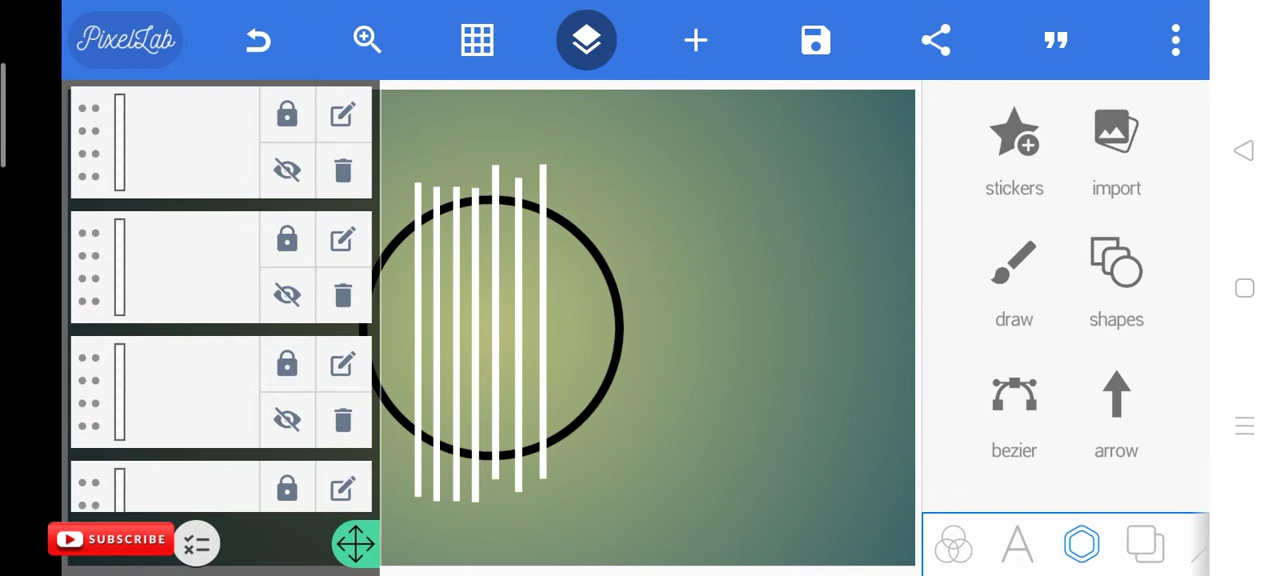 PixelLab
stickers
import
draw
shapes
bezier
arrow
SUBSCRIBE